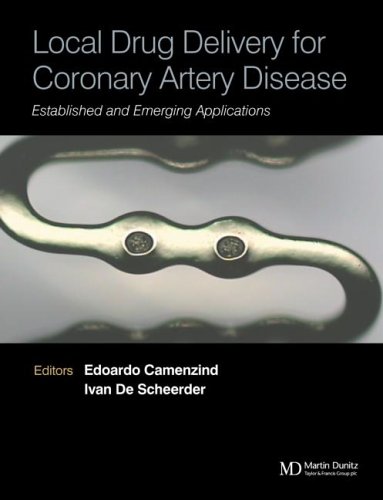 Local Drug Delivery for
Coronary Artery Disease
Established and Emerging Applications
Editors Edoardo Camenzind
Ivan De Scheerder
MD Martin Dunitz
Taylor & Francis Group plc